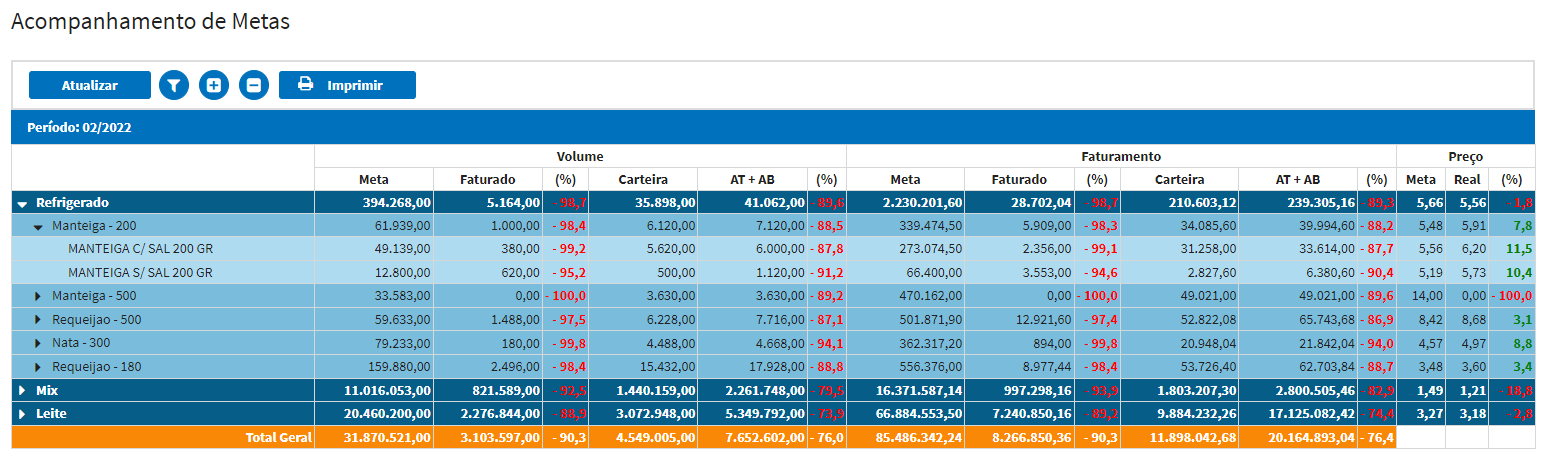 Acompanhamento de Metas
Atualizar Imprimir
Período: 02/2022
Volume Faturamento Preço
Meta Faturado (%) Carteira AT + AB (%) Meta Faturado (%) Carteira AT + AB (%) Meta Real (%)
Refrigerado 394.268,00 5.164,00 - 98,7 35.898,00 41.062,00 - 89,6 2.230.201,60 28.702,04 - 98,7 210.603,12 239.305,16 - 89,3 5,66 5,56 - 1,8
Manteiga - 200 61.939,00 1.000,00 - 98,4 6.120,00 7.120,00 - 88,5 339.474,50 5.909,00 - 98,3 34.085,60 39.994,60 - 88,2 5,48 5,91 7,8
MANTEIGA C/ SAL 200 GR 49.139,00 380,00 - 99,2 5.620,00 6.000,00 - 87,8 273.074,50 2.356,00 - 99,1 31.258,00 33.614,00 - 87,7 5,56 6,20 11,5
MANTEIGA S/ SAL 200 GR 12.800,00 620,00 - 95,2 500,00 1.120,00 - 91,2 66.400,00 3.553,00 - 94,6 2.827,60 6.380,60 - 90,4 5,19 5,73 10,4
Manteiga - 500 33.583,00 0,00 - 100,0 3.630,00 3.630,00 - 89,2 470.162,00 0,00 - 100,0 49.021,00 49.021,00 - 89,6 14,00 0,00 - 100,0
Requeijao - 500 59.633,00 1.488,00 - 97,5 6.228,00 7.716,00 - 87,1 501.871,90 12.921,60 - 97,4 52.822,08 65.743,68 - 86,9 8,42 8,68 3,1
Nata - 300 79.233,00 180,00 - 99,8 4.488,00 4.668,00 - 94,1 362.317,20 894,00 - 99,8 20.948,04 21.842,04 - 94,0 4,57 4,97 8,8
Requeijao - 180 159.880,00 2.496,00 - 98,4 15.432,00 17.928,00 - 88,8 556.376,00 8.977,44 - 98,4 53.726,40 62.703,84 - 88,7 3,48 3,60 3,4
Mix 11.016.053,00 821.589,00 - 92,5 1.440.159,00 2.261.748,00 - 79,5 16.371.587,14 997.298,16 - 93,9 1.803.207,30 2.800.505,46 - 82,9 1,49 1,21 - 18,8
Leite 20.460.200,00 2.276.844,00 - 88,9 3.072.948,00 5.349.792,00 - 73,9 66.884.553,50 7.240.850,16 - 89,2 9.884.232,26 17.125.082,42 - 74,4 3,27 3,18 - 2,8
Total Geral 31.870.521,00 3.103.597,00 - 90,3 4.549.005,00 7.652.602,00 - 76,0 85.486.342,24 8.266.850,36 - 90,3 11.898.042,68 20.164.893,04 - 76,4